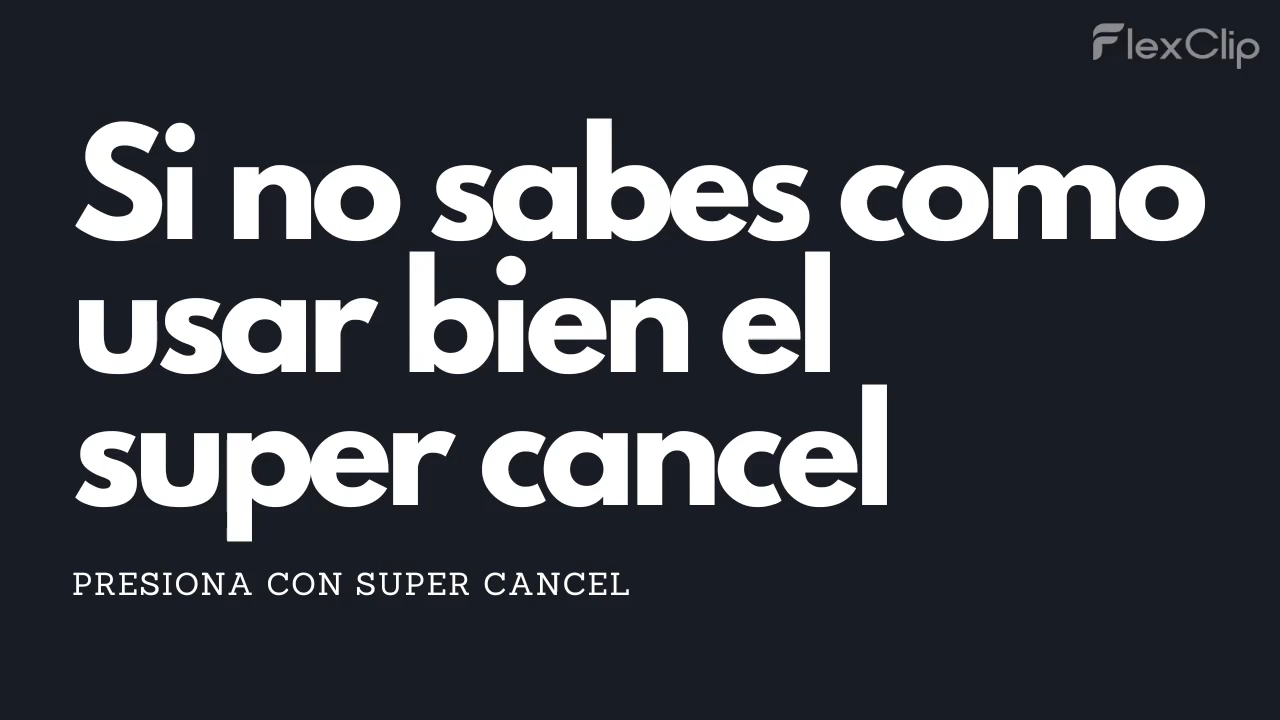 FlexClip
Si no sabes como
usar bien el
super cancel
PRESIONA CON SUPER CANCEL